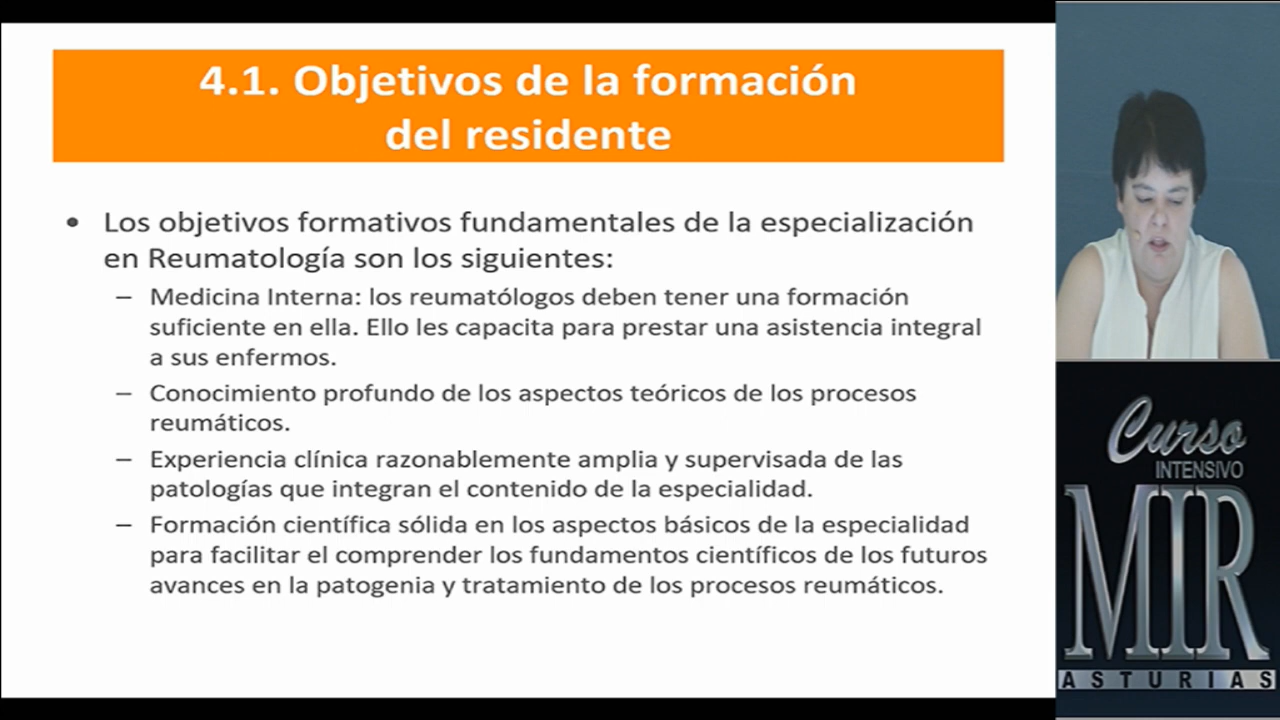 4.1. Objetivos de la formación
del residente
• Los objetivos formativos fundamentales de la especialización
en Reumatología son los siguientes:
– Medicina Interna: los reumatólogos deben tener una formación
suficiente en ella. Ello les capacita para prestar una asistencia integral
a sus enfermos.
– Conocimiento profundo de los aspectos teóricos de los procesos
reumáticos.
– Experiencia clínica razonablemente amplia y supervisada de las
patologías que integran el contenido de la especialidad.
– Formación científica sólida en los aspectos básicos de la especialidad
para facilitar el comprender los fundamentos científicos de los futuros
avances en la patogenia y tratamiento de los procesos reumáticos.
Curso
INTENSIVO
MIR
ASTURIAS